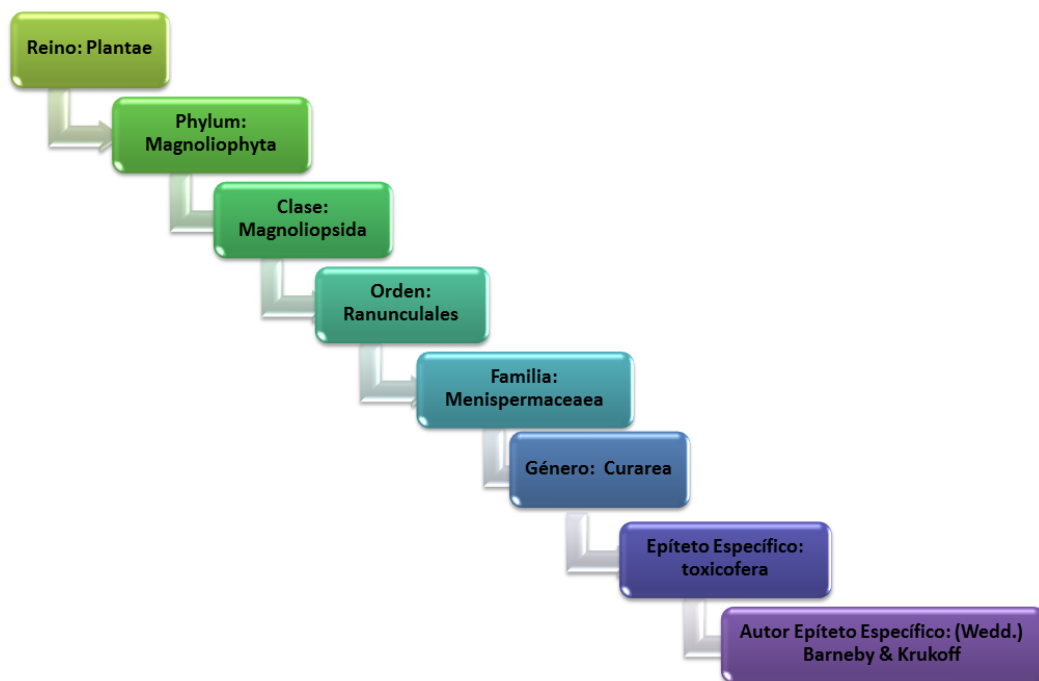 Reino: Plantae
Phylum:
Magnoliophyta
Clase:
Magnoliopsida
Orden:
Ranunculales
Familia:
Menispermaceaea
Género:  Curarea
Epíteto Específico:
toxicofera
Autor Epíteto Específico: (Wedd.)
Barneby & Krukoff